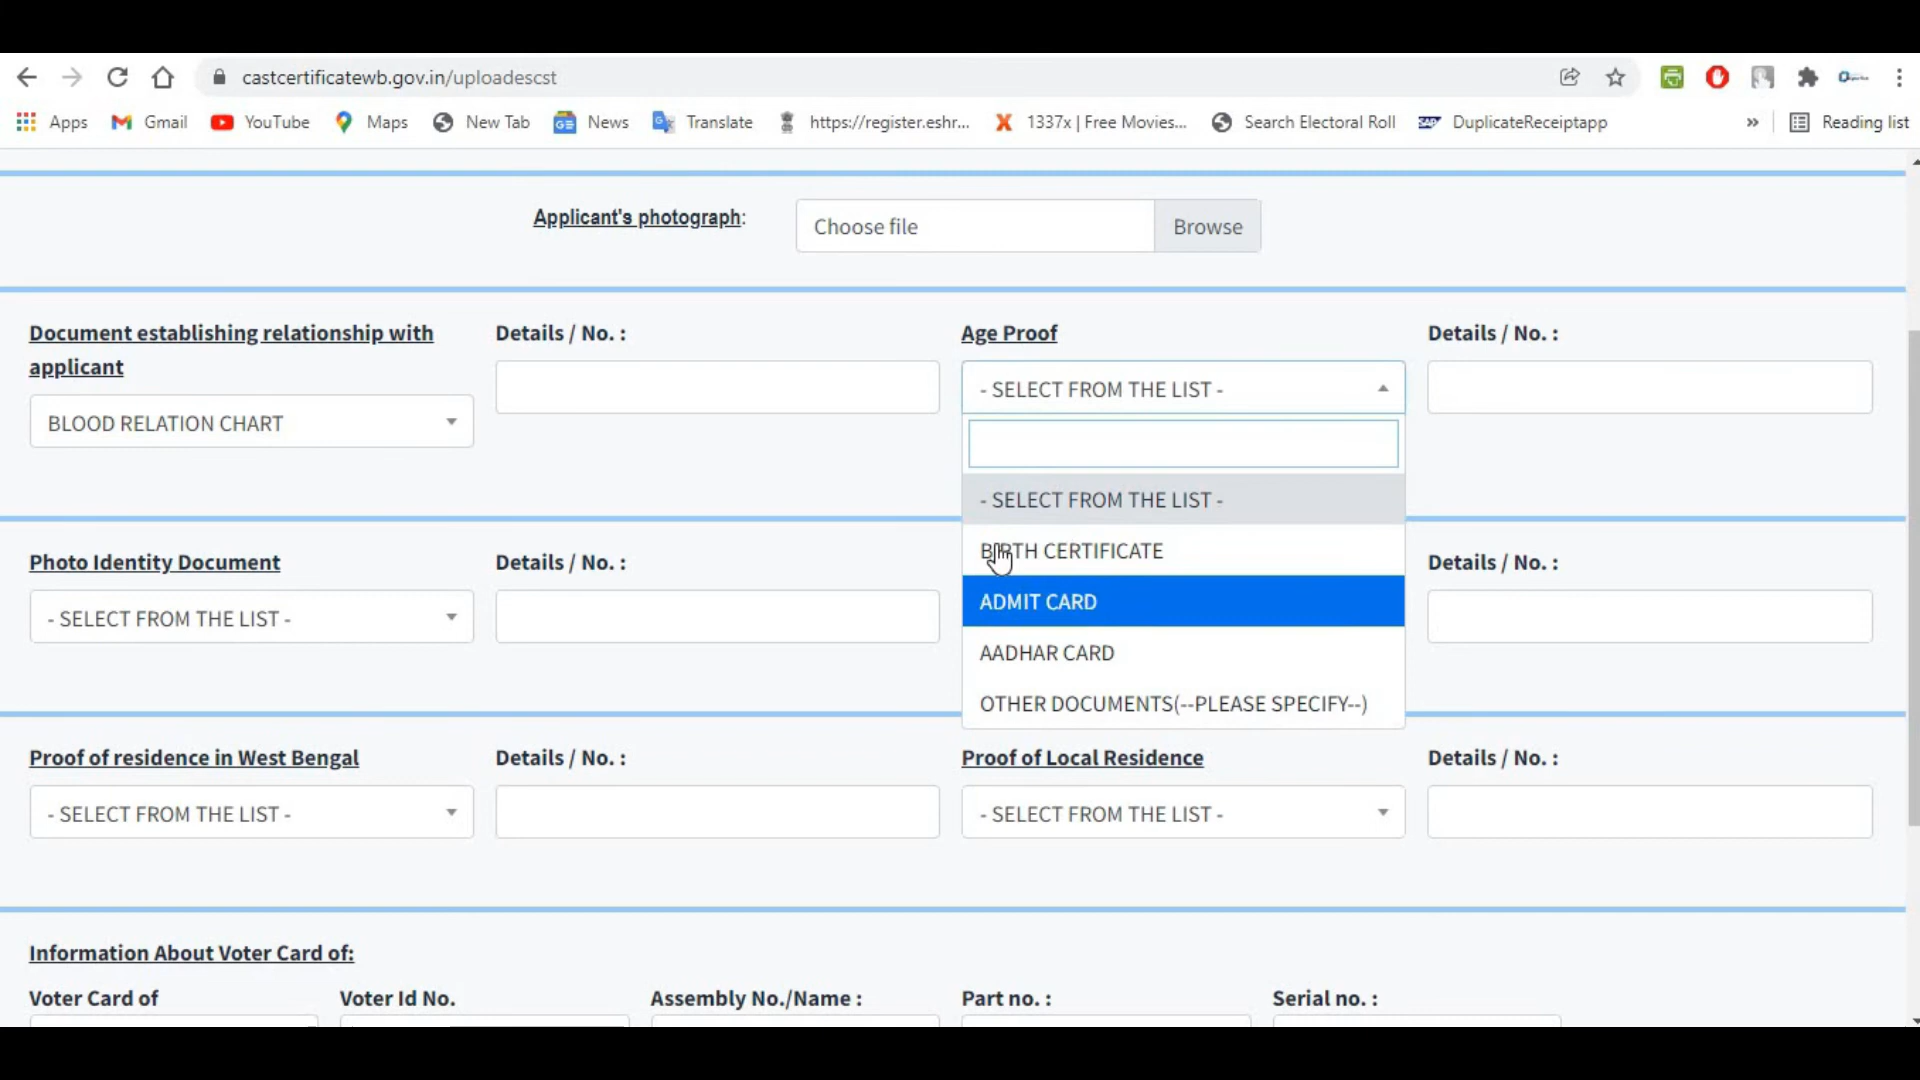 castcertificatewb.gov.in/uploadescst
Apps Gmail YouTube Maps New Tab News Translate https://register.eshr... 1337x | Free Movies... Search Electoral Roll DuplicateReceiptapp » Reading list
Applicant's photograph: Choose file Browse
Document establishing relationship with applicant
Details / No. :
Age Proof
Details / No. :
BLOOD RELATION CHART
- SELECT FROM THE LIST -
- SELECT FROM THE LIST -
BIRTH CERTIFICATE
ADMIT CARD
AADHAR CARD
OTHER DOCUMENTS(--PLEASE SPECIFY--)
Photo Identity Document
Details / No. :
Details / No. :
- SELECT FROM THE LIST -
Proof of residence in West Bengal
Details / No. :
Proof of Local Residence
Details / No. :
- SELECT FROM THE LIST -
- SELECT FROM THE LIST -
Information About Voter Card of:
Voter Card of Voter Id No. Assembly No./Name : Part no. : Serial no. :